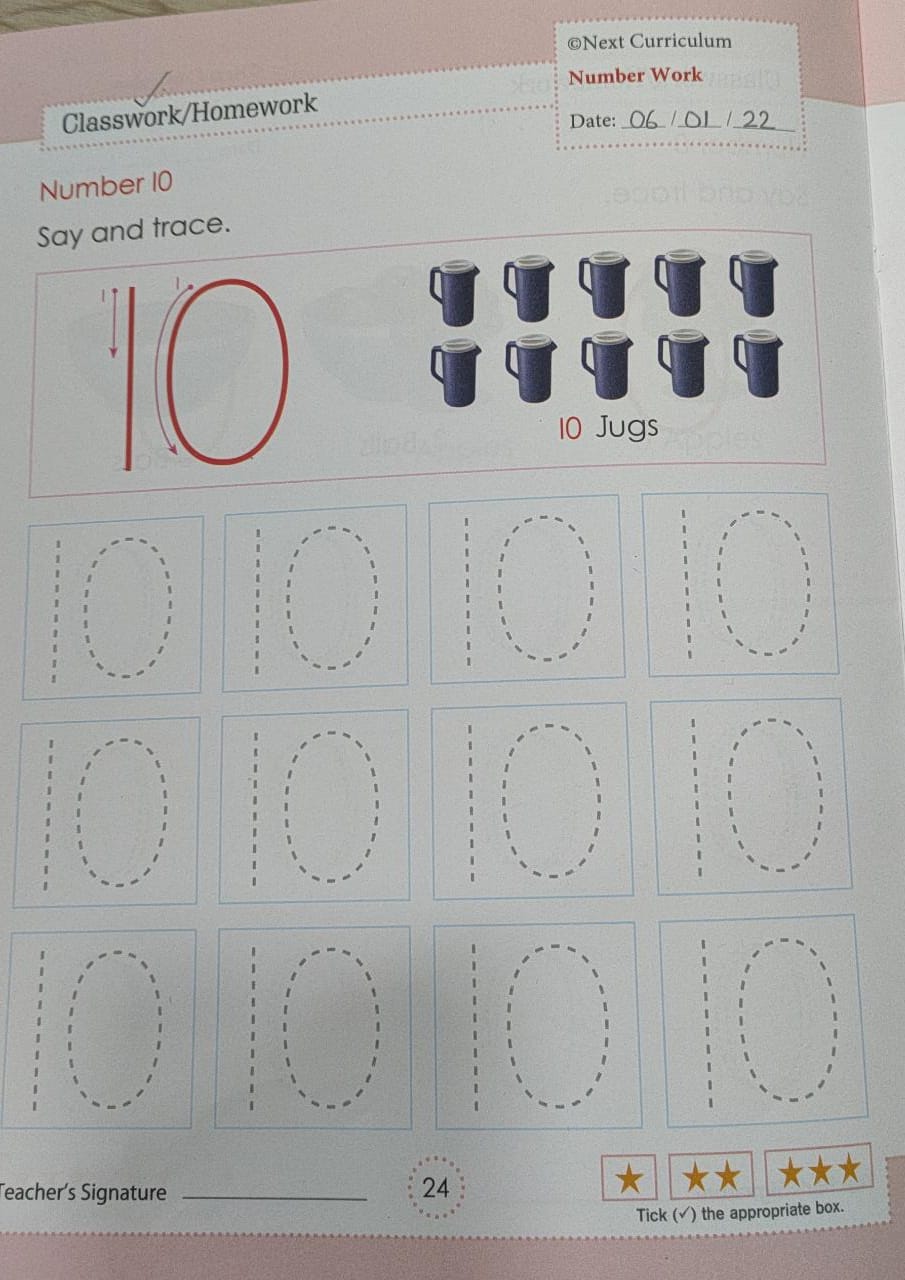 ©Next Curriculum
Number Work
Classwork/Homework
Date: 06 / 01 / 22
Number 10
Say and trace.
10
10 Jugs
10 10 10 10
10 10 10 10
10 10 10 10
Teacher's Signature
24
Tick (✓) the appropriate box.